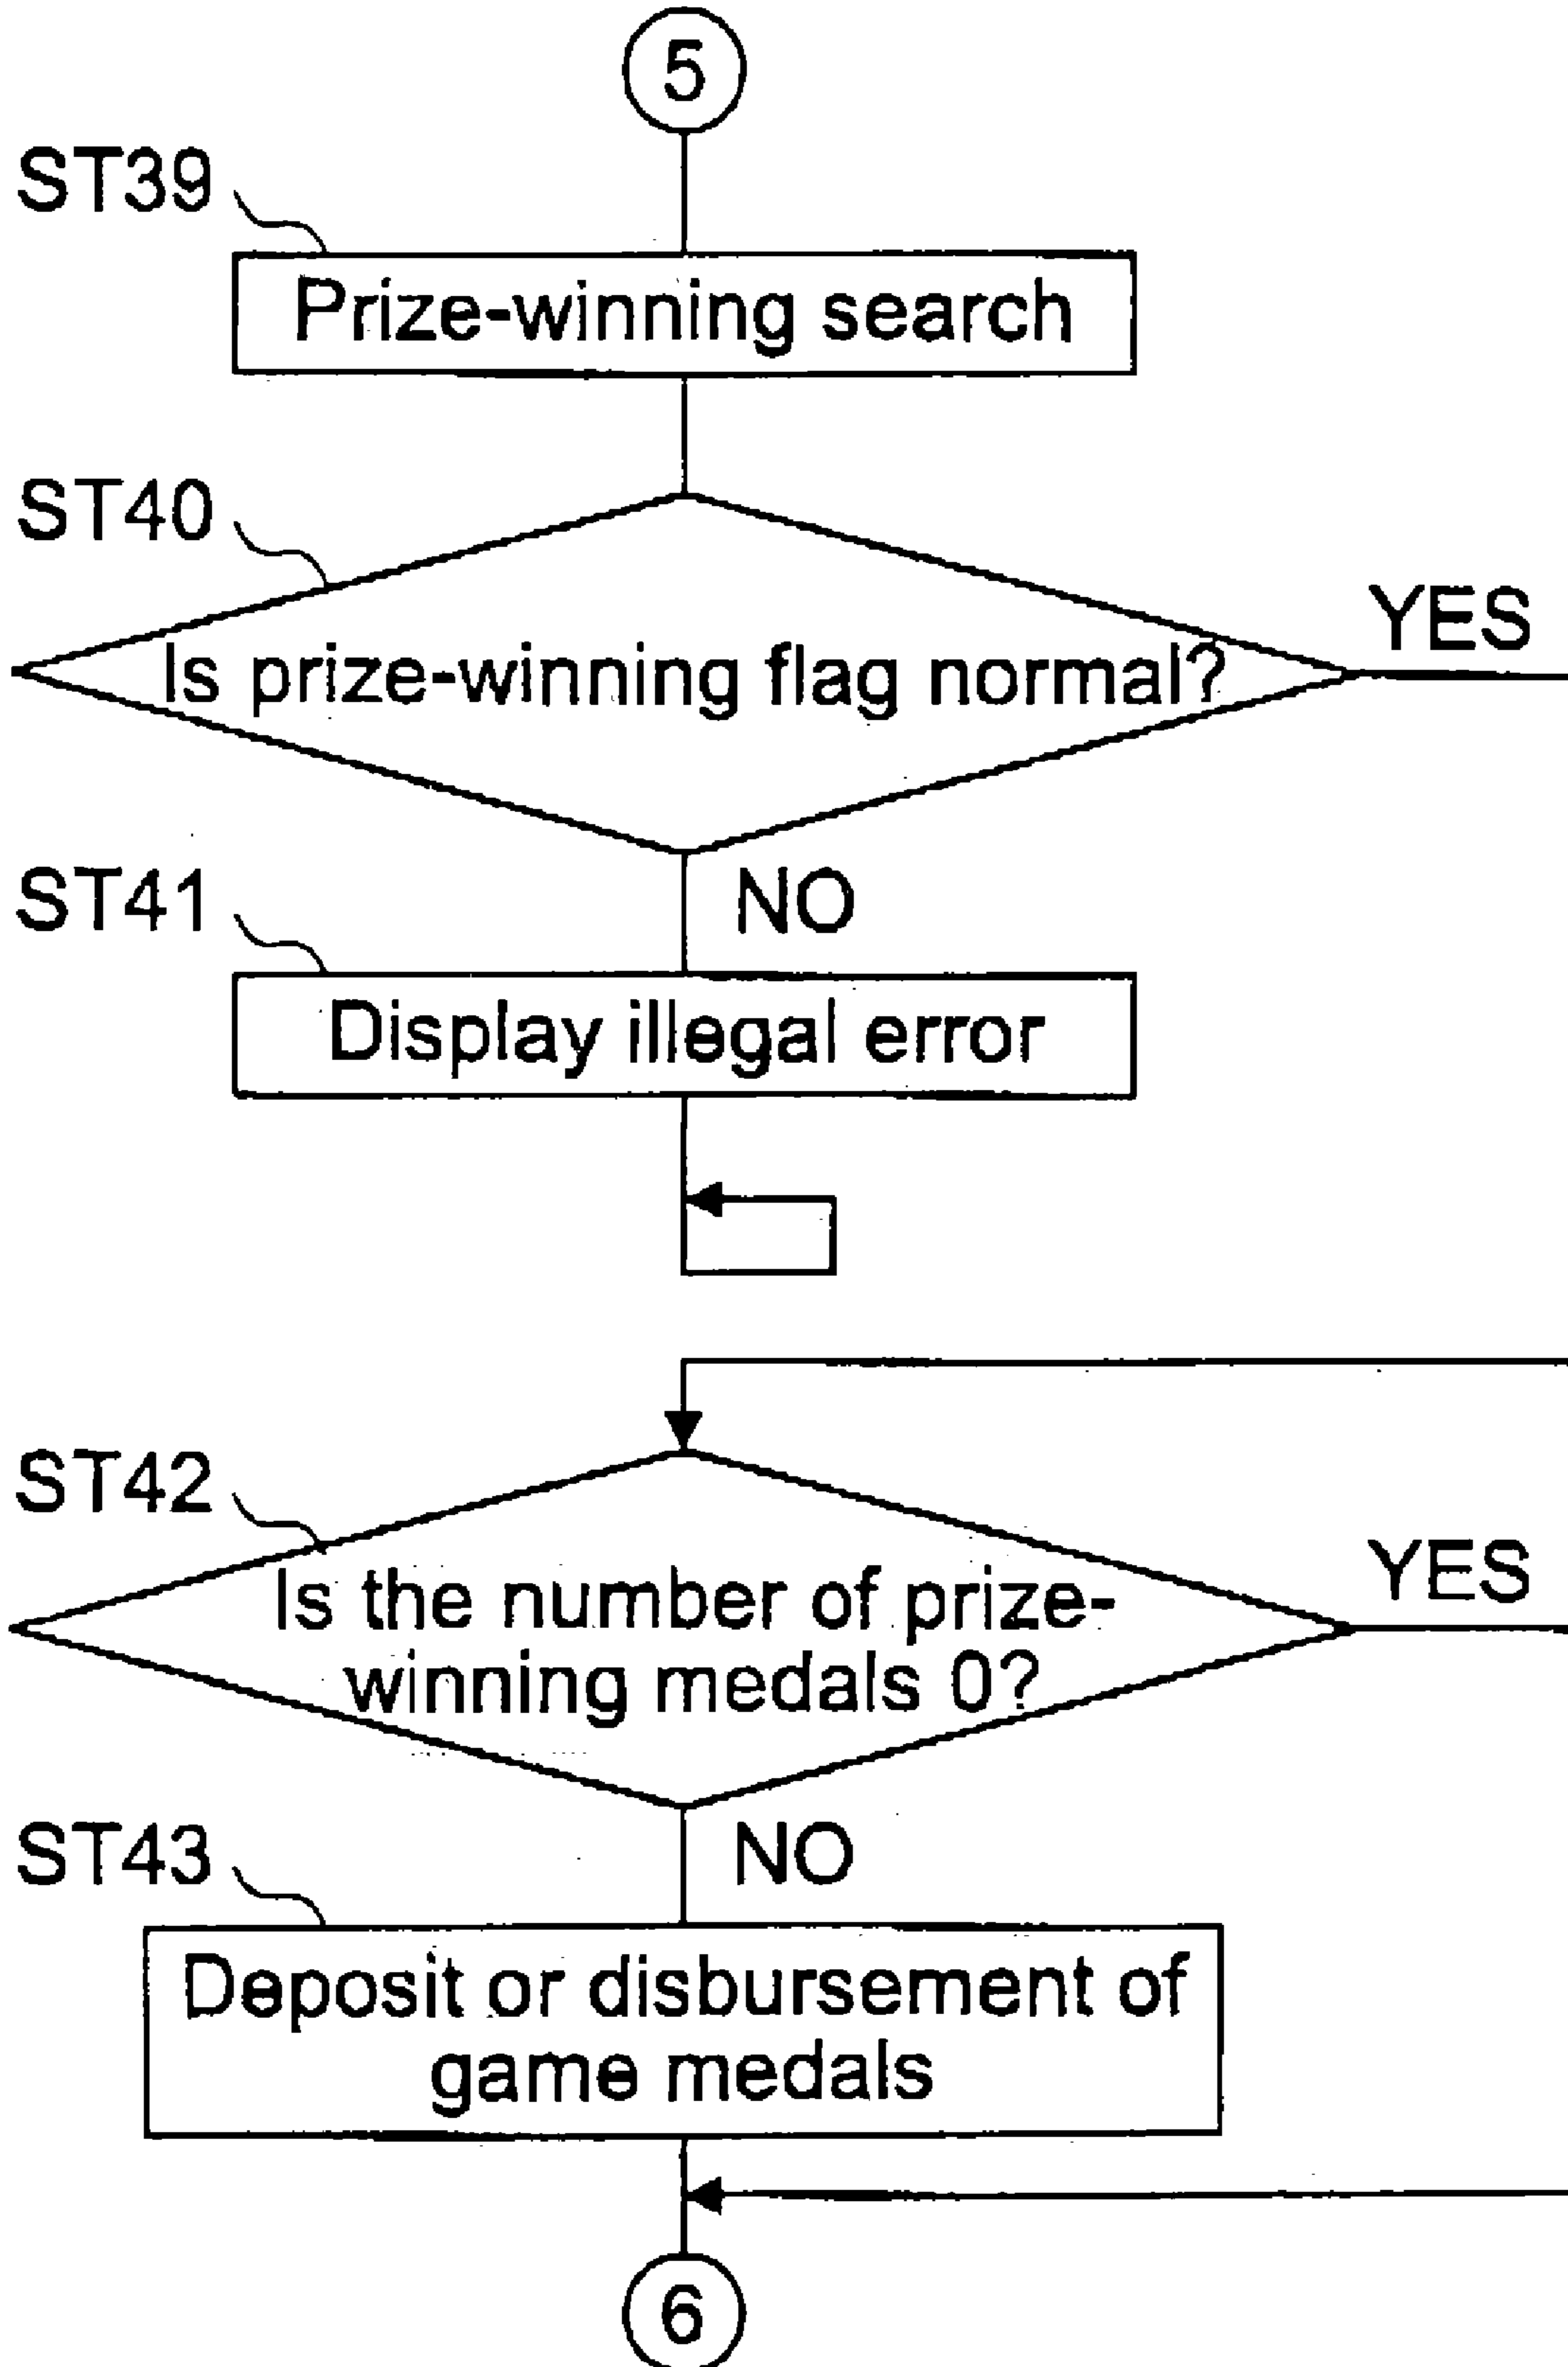 5
ST39
Prize-winning search
ST40
Is prize-winning flag normal?
YES
NO
ST41
Display illegal error
ST42
Is the number of prize-
winning medals 0?
YES
NO
ST43
Deposit or disbursement of
game medals
6